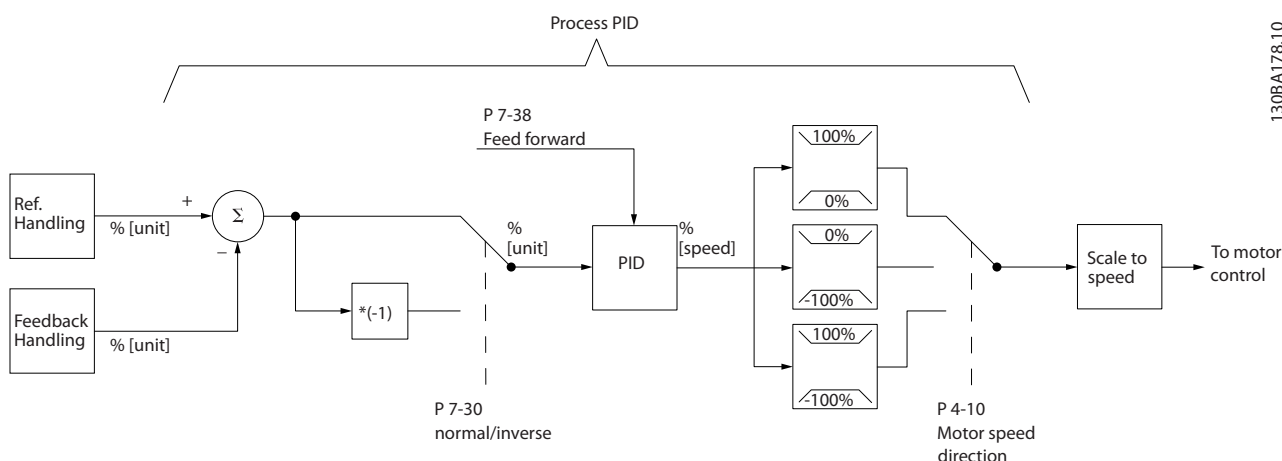 Process PID
130BA178.10
P 7-38
Feed forward
100%
0%
Ref.
Handling
+
% [unit]
Σ
−
%
[unit]
PID
%
[speed]
0%
-100%
Scale to
speed
To motor
control
Feedback
Handling
% [unit]
*(-1)
100%
-100%
P 7-30
normal/inverse
P 4-10
Motor speed
direction